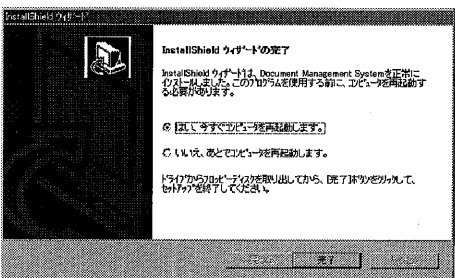 InstallShield ウィザード
InstallShield ウィザードの完了
InstallShield ウィザードは、Document Management Systemを正常に
インストールしました。このプログラムを使用する前に、コンピュータを再起動す
る必要があります。
はい、今すぐコンピュータを再起動します。
いいえ、あとでコンピュータを再起動します。
ドライブからフロッピーディスクを取り出してから、[完了]ボタンをクリックして、
セットアップを終了してください。
完了